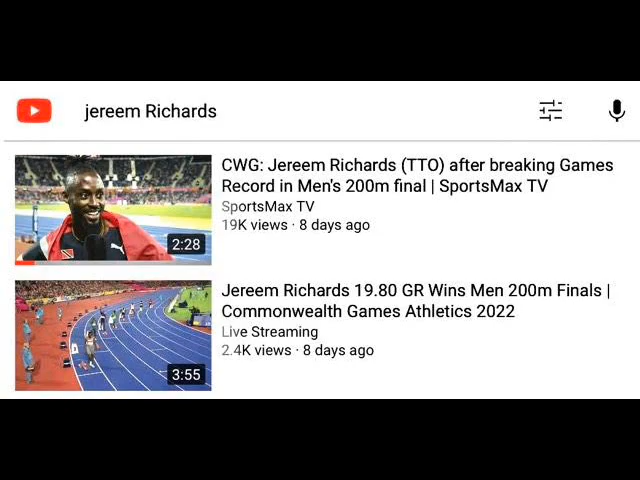 jereem Richards
CWG: Jereem Richards (TTO) after breaking Games
Record in Men's 200m final | SportsMax TV
SportsMax TV
19K views · 8 days ago
2:28
Jereem Richards 19.80 GR Wins Men 200m Finals |
Commonwealth Games Athletics 2022
Live Streaming
2.4K views · 8 days ago
3:55